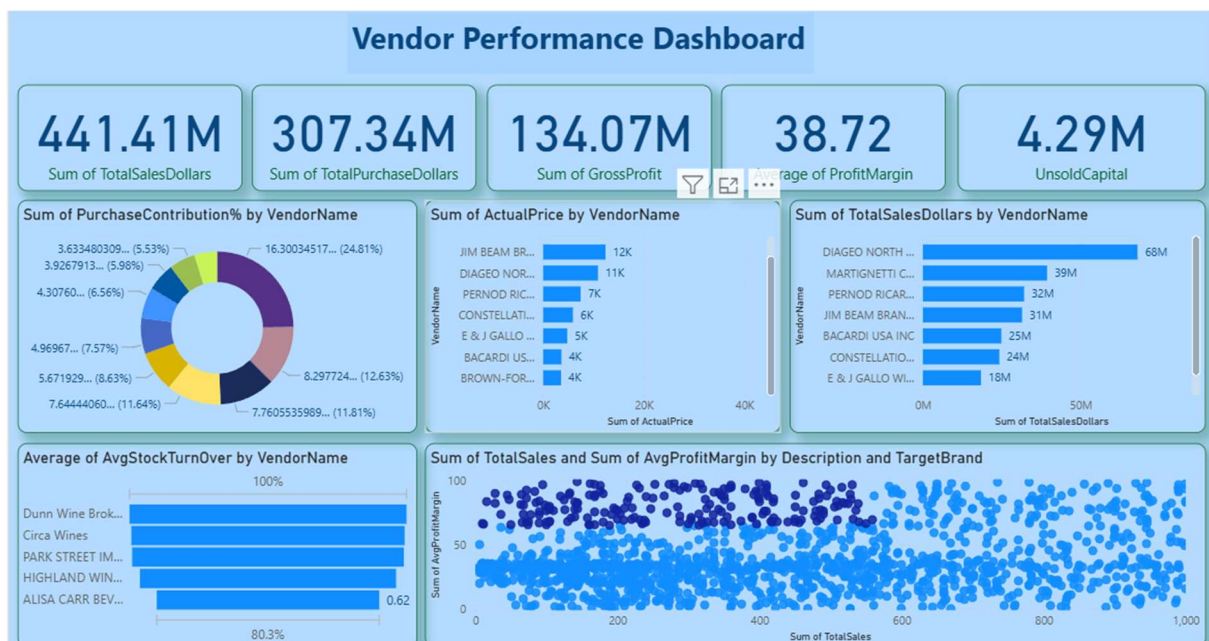 Vendor Performance Dashboard
441.41M
Sum of TotalSalesDollars
307.34M
Sum of TotalPurchaseDollars
134.07M
Sum of GrossProfit
38.72
Average of ProfitMargin
4.29M
UnsoldCapital
Sum of PurchaseContribution% by VendorName
3.633480309... (5.53%)
3.9267913... (5.98%)
4.30760... (6.56%)
4.96967... (7.57%)
5.671929... (8.63%)
7.64444060... (11.64%)
16.30034517... (24.81%)
8.297724... (12.63%)
7.7605535989... (11.81%)
Sum of ActualPrice by VendorName
VendorName
JIM BEAM BR... 12K
DIAGEO NOR... 11K
PERNOD RIC... 7K
CONSTELLATI... 6K
E & J GALLO ... 5K
BACARDI US... 4K
BROWN-FOR... 4K
0K 20K 40K
Sum of ActualPrice
Sum of TotalSalesDollars by VendorName
VendorName
DIAGEO NORTH ... 68M
MARTIGNETTI C... 39M
PERNOD RICAR... 32M
JIM BEAM BRAN... 31M
BACARDI USA INC 25M
CONSTELLATIO... 24M
E & J GALLO WI... 18M
0M 50M
Sum of TotalSalesDollars
Average of AvgStockTurnOver by VendorName
100%
Dunn Wine Brok...
Circa Wines
PARK STREET IM...
HIGHLAND WIN...
ALISA CARR BEV... 0.62
80.3%
Sum of TotalSales and Sum of AvgProfitMargin by Description and TargetBrand
Sum of AvgProfitMargin
100
50
0
0 200 400 600 800 1,000
Sum of TotalSales